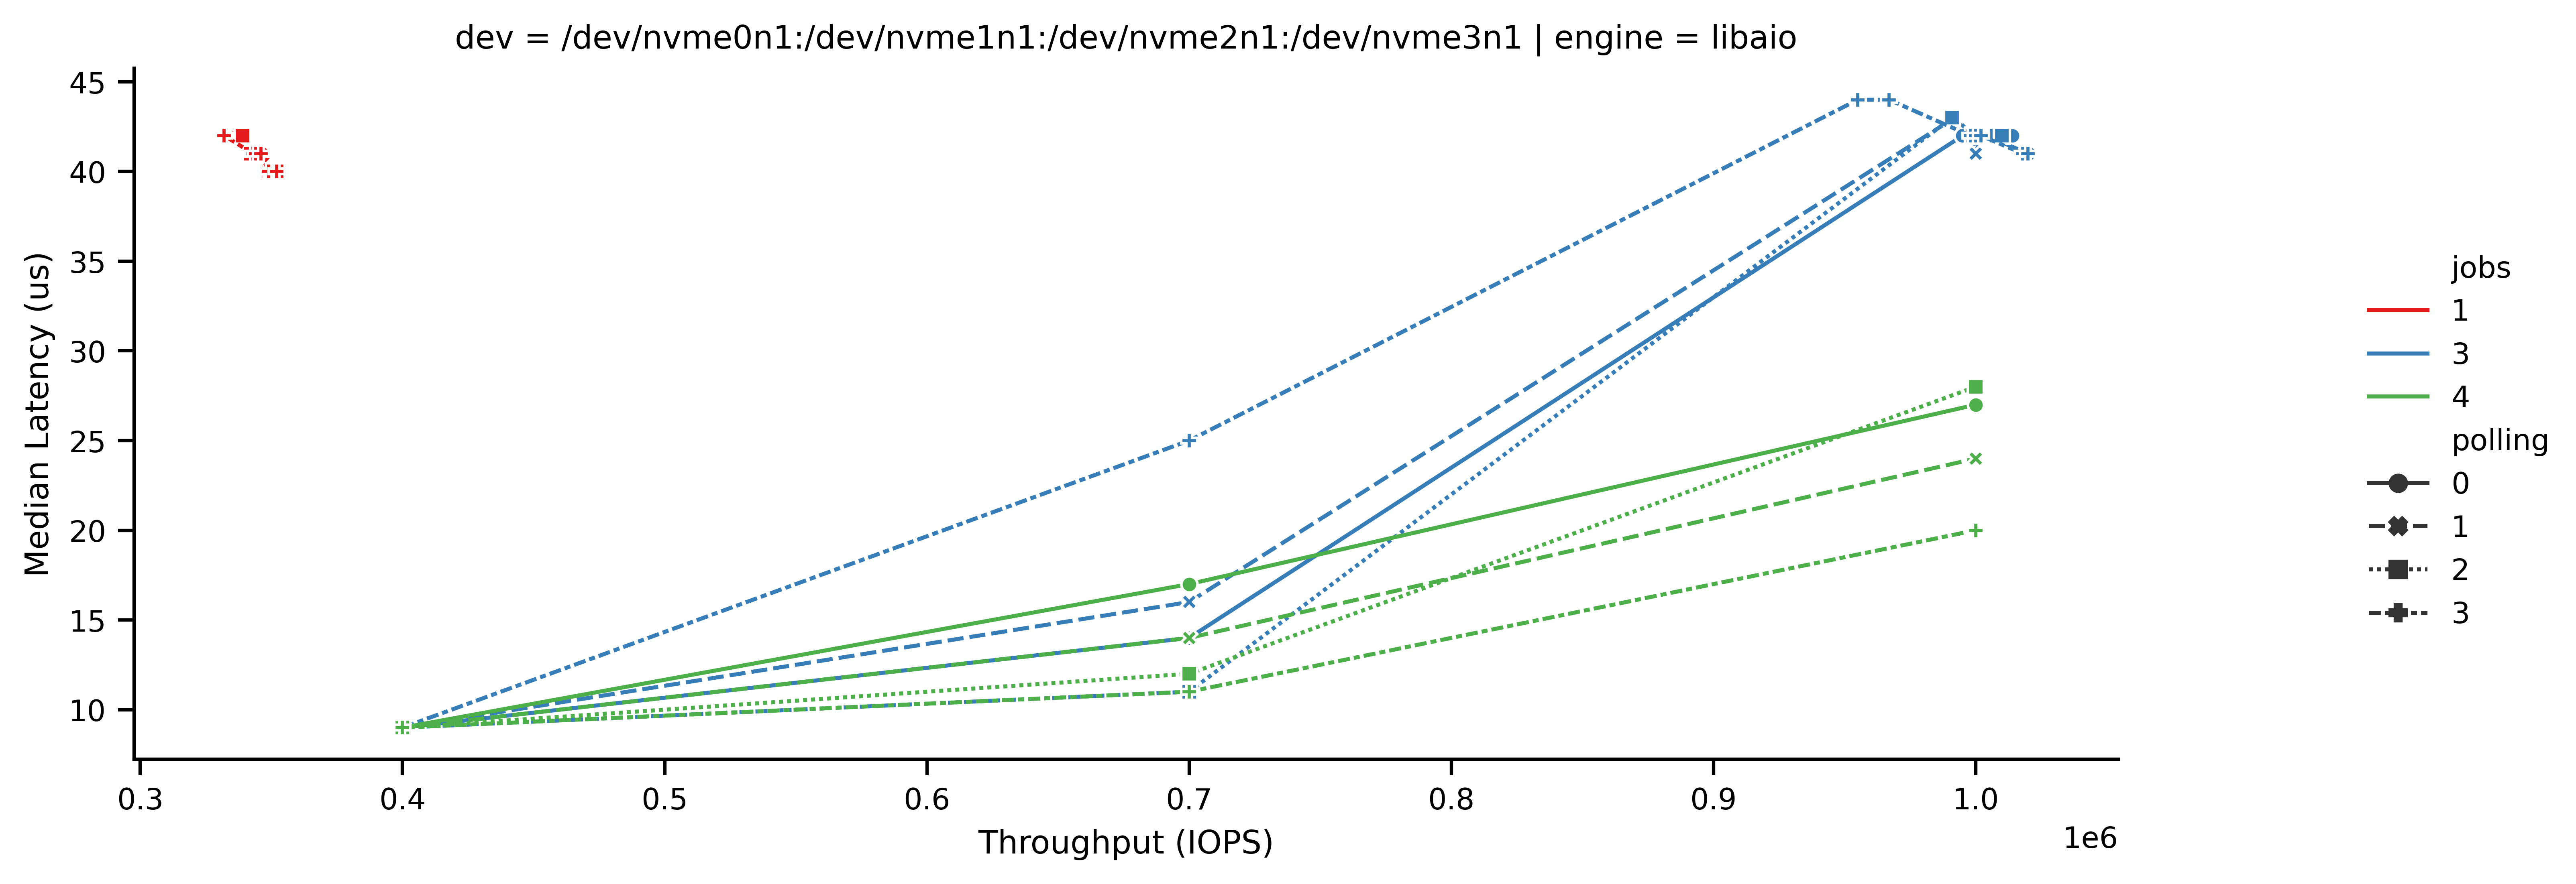 dev = /dev/nvme0n1:/dev/nvme1n1:/dev/nvme2n1:/dev/nvme3n1 | engine = libaio
45
40
35
30
25
20
15
10
Median Latency (us)
0.3 0.4 0.5 0.6 0.7 0.8 0.9 1.0
1e6
Throughput (IOPS)
jobs
1
3
4
polling
0
1
2
3